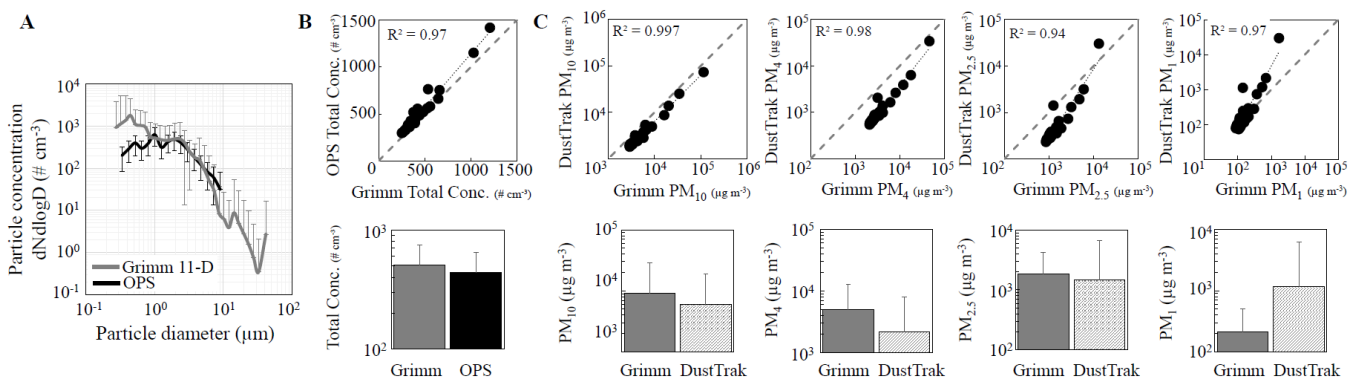 A
Particle concentration
dNdlogD (# cm⁻³)
10⁴
10³
10²
10¹
10⁰
10⁻¹
Grimm 11-D
OPS
10⁻¹ 10⁰ 10¹ 10²
Particle diameter (µm)
B
OPS Total Conc. (# cm⁻³)
1500
1000
500
0
R² = 0.97
0 500 1000 1500
Grimm Total Conc. (# cm⁻³)
Total Conc. (# cm⁻³)
10³
10²
Grimm OPS
C
DustTrak PM₁₀ (µg m⁻³)
10⁶
10⁵
10⁴
10³
R² = 0.997
10⁴ 10⁵ 10⁶
Grimm PM₁₀ (µg m⁻³)
DustTrak PM₄ (µg m⁻³)
10⁵
10⁴
10³
R² = 0.98
10² 10³ 10⁴ 10⁵
Grimm PM₄ (µg m⁻³)
DustTrak PM₂.₅ (µg m⁻³)
10⁵
10⁴
10³
R² = 0.94
10³ 10⁴ 10⁵
Grimm PM₂.₅ (µg m⁻³)
DustTrak PM₁ (µg m⁻³)
10⁵
10⁴
10³
10²
R² = 0.97
10¹ 10² 10³ 10⁴ 10⁵
Grimm PM₁ (µg m⁻³)
PM₁₀ (µg m⁻³)
10⁵
10⁴
10³
Grimm DustTrak
PM₄ (µg m⁻³)
10⁵
10⁴
10³
Grimm DustTrak
PM₂.₅ (µg m⁻³)
10⁴
10³
10²
Grimm DustTrak
PM₁ (µg m⁻³)
10⁴
10³
10²
Grimm DustTrak